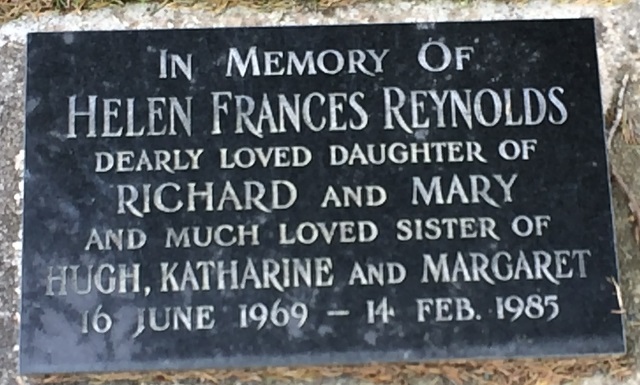 IN MEMORY OF
HELEN FRANCES REYNOLDS
DEARLY LOVED DAUGHTER OF
RICHARD AND MARY
AND MUCH LOVED SISTER OF
HUGH, KATHARINE AND MARGARET
16 JUNE 1969 – 14 FEB. 1985